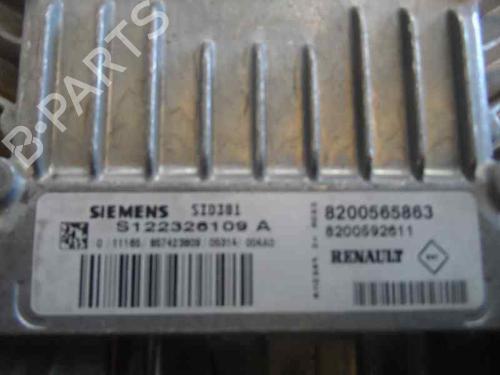 B-PARTS
SIEMENS SID301
S122326109 A
8200565863
8200592611
RENAULT